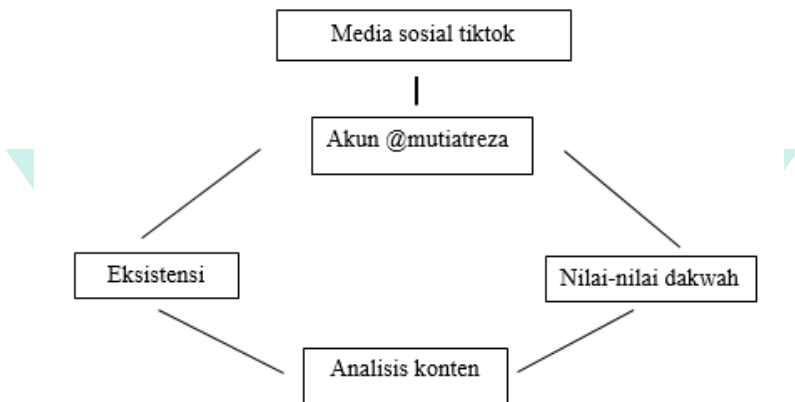 Media sosial tiktok
Akun @mutiatreza
Eksistensi
Nilai-nilai dakwah
Analisis konten